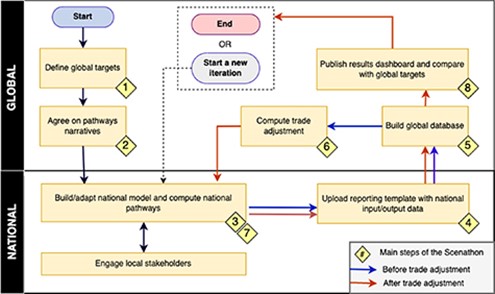 GLOBAL
Start
Define global targets
1
Agree on pathways
narratives
2
End
OR
Start a new
iteration
Publish results dashboard and compare
with global targets
8
Compute trade
adjustment
6
Build global database
5
NATIONAL
Build/adapt national model and compute national
pathways
3
7
Upload reporting template with national
input/output data
4
Engage local stakeholders
# Main steps of the Scenathon
Before trade adjustment
After trade adjustment